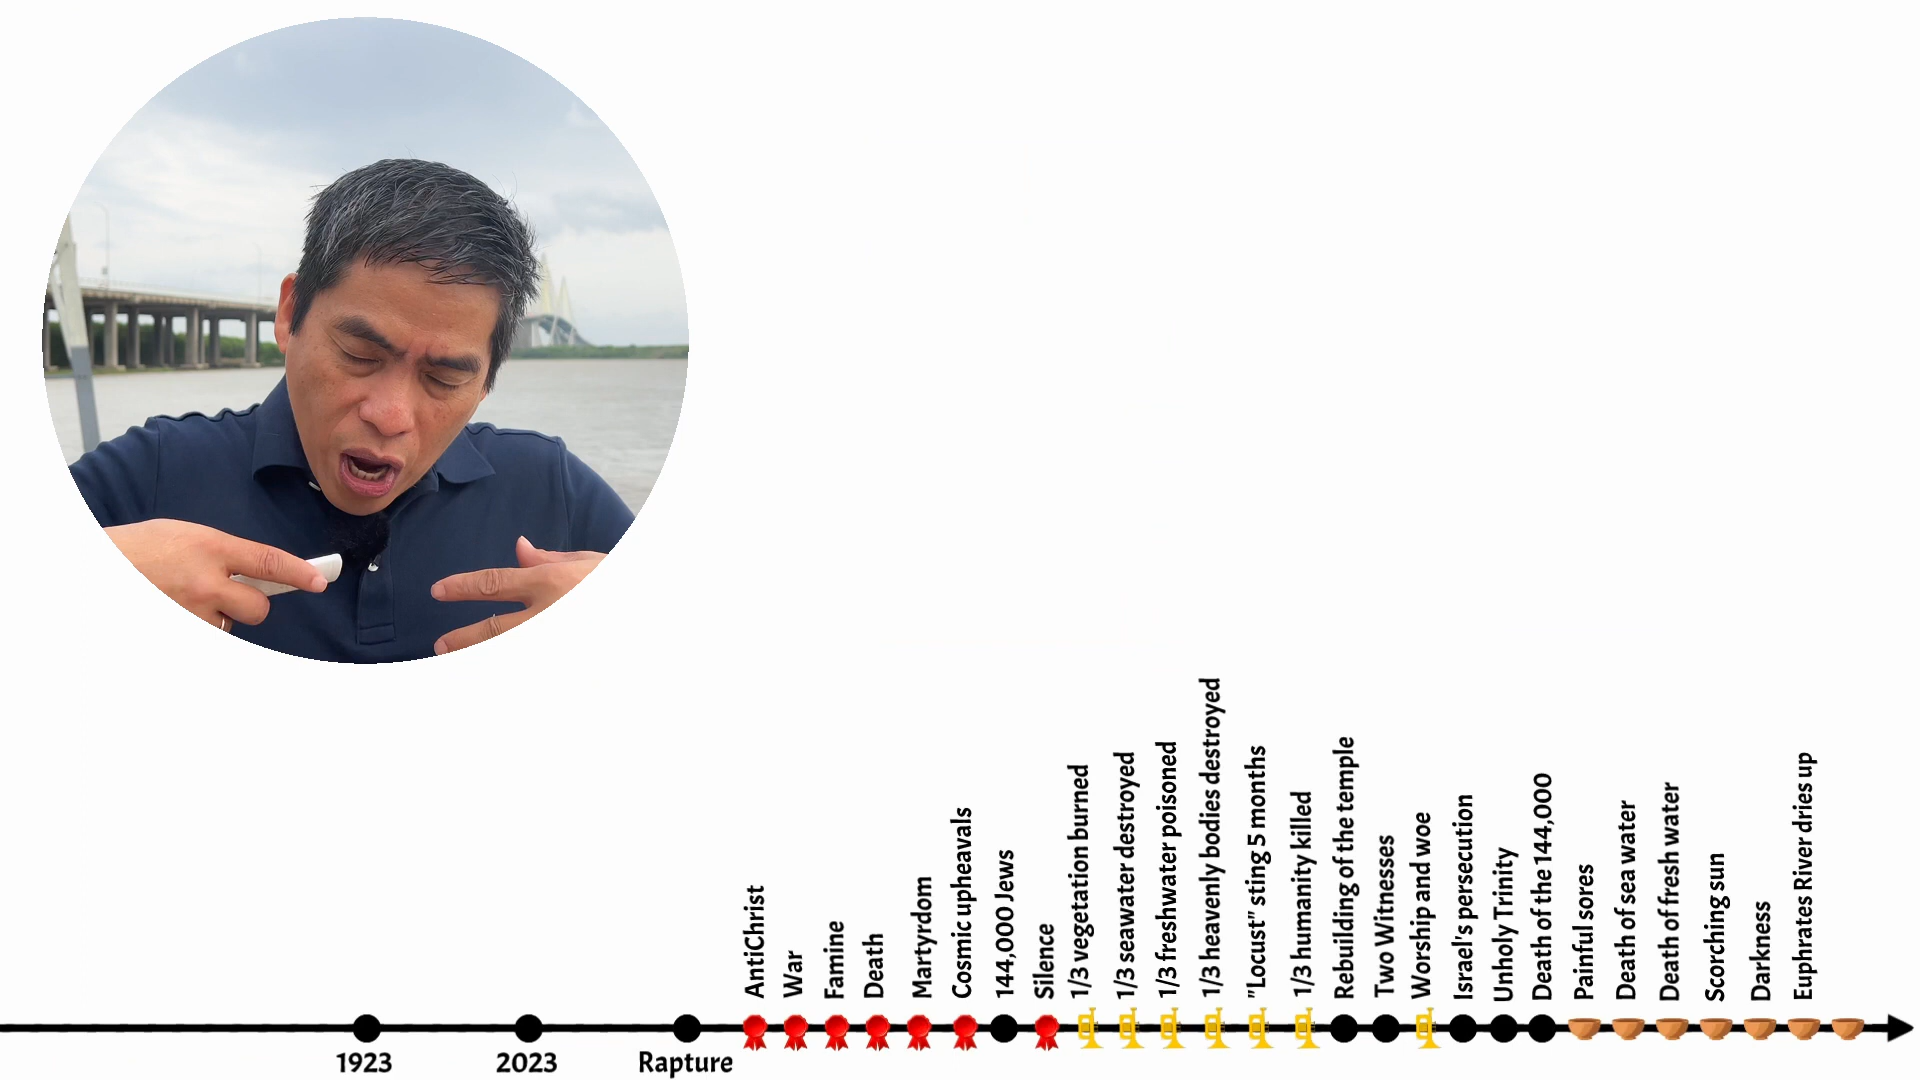 AntiChrist
War
Famine
Death
Martyrdom
Cosmic upheavals
144,000 Jews
Silence
1/3 vegetation burned
1/3 seawater destroyed
1/3 freshwater poisoned
1/3 heavenly bodies destroyed
"Locust" sting 5 months
1/3 humanity killed
Rebuilding of the temple
Two Witnesses
Worship and woe
Israel's persecution
Unholy Trinity
Death of the 144,000
Painful sores
Death of sea water
Death of fresh water
Scorching sun
Darkness
Euphrates River dries up
1923
2023
Rapture